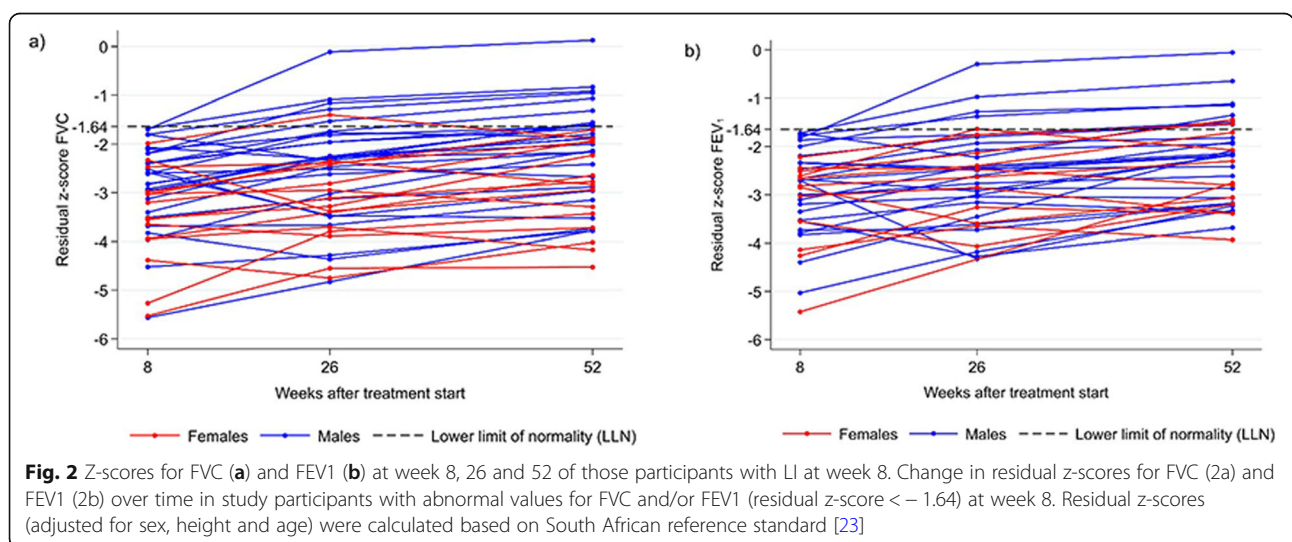 a)
0
-1
-1.64
-2
-3
-4
-5
-6
Residual z-score FVC
8
26
52
Weeks after treatment start
Females
Males
Lower limit of normality (LLN)
b)
0
-1
-1.64
-2
-3
-4
-5
-6
Residual z-score FEV₁
8
26
52
Weeks after treatment start
Females
Males
Lower limit of normality (LLN)
Fig. 2 Z-scores for FVC (a) and FEV1 (b) at week 8, 26 and 52 of those participants with LI at week 8. Change in residual z-scores for FVC (2a) and
FEV1 (2b) over time in study participants with abnormal values for FVC and/or FEV1 (residual z-score < − 1.64) at week 8. Residual z-scores
(adjusted for sex, height and age) were calculated based on South African reference standard [23]